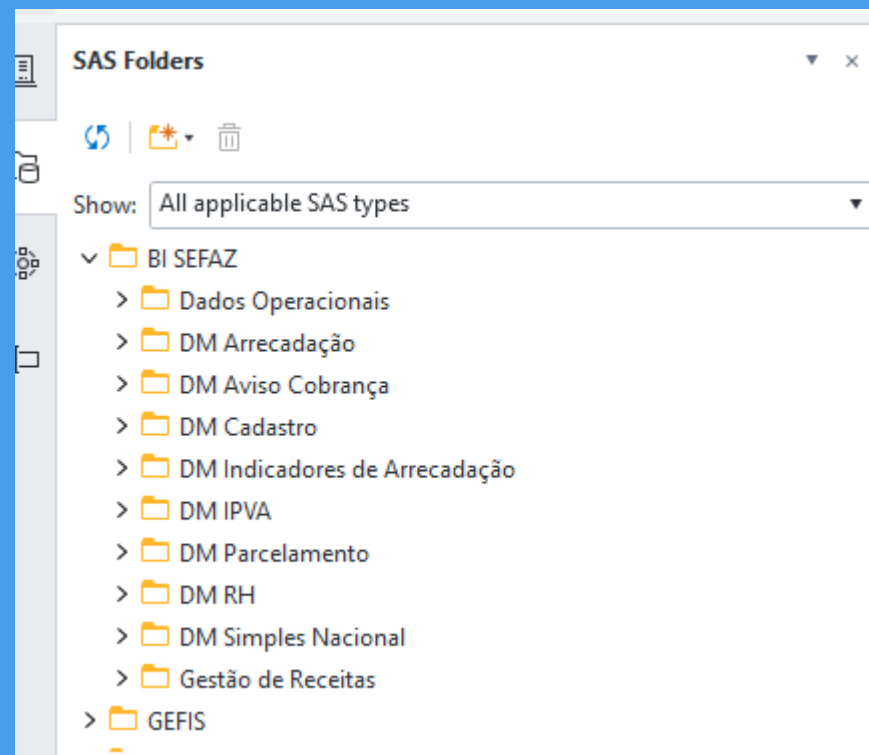 SAS Folders
Show: All applicable SAS types
BI SEFAZ
Dados Operacionais
DM Arrecadação
DM Aviso Cobrança
DM Cadastro
DM Indicadores de Arrecadação
DM IPVA
DM Parcelamento
DM RH
DM Simples Nacional
Gestão de Receitas
GEFIS